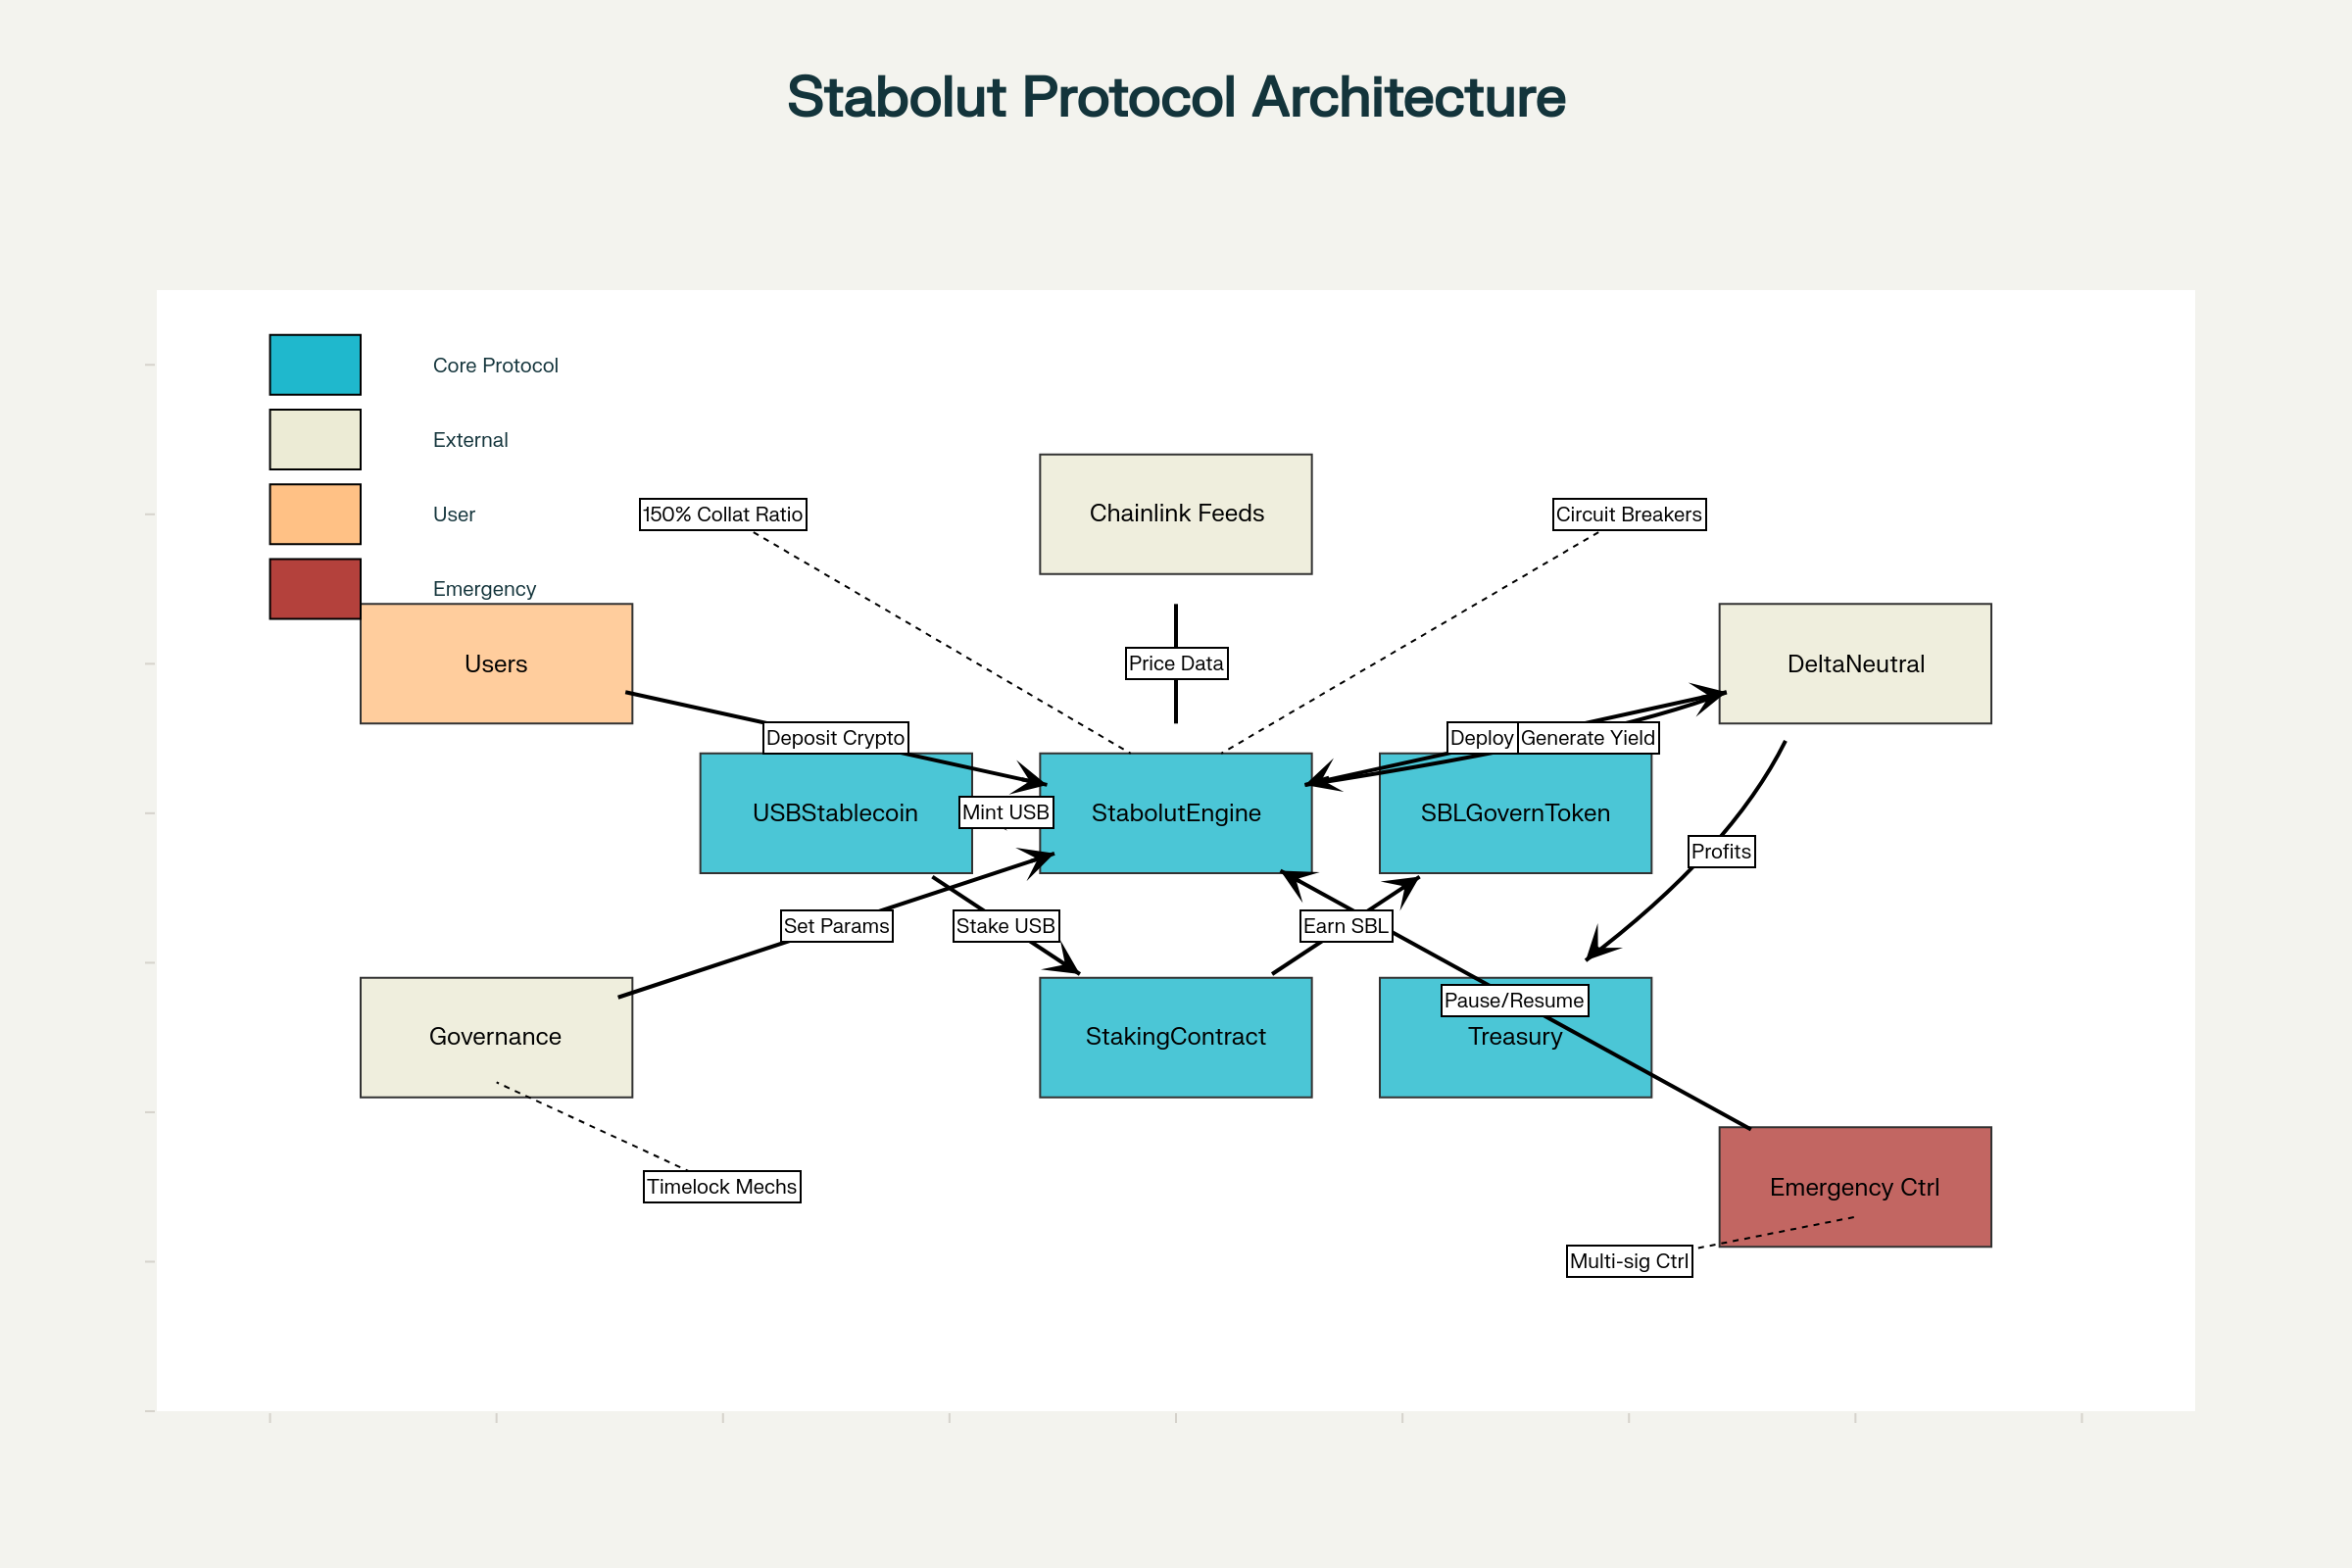 Stabolut Protocol Architecture
Core Protocol
External
User
Emergency
150% Collat Ratio
Chainlink Feeds
Circuit Breakers
Users
Price Data
DeltaNeutral
Deposit Crypto
Deploy
Generate Yield
USBStablecoin
Mint USB
StabolutEngine
SBLGovernToken
Profits
Set Params
Stake USB
Earn SBL
Pause/Resume
Governance
StakingContract
Treasury
Timelock Mechs
Emergency Ctrl
Multi-sig Ctrl